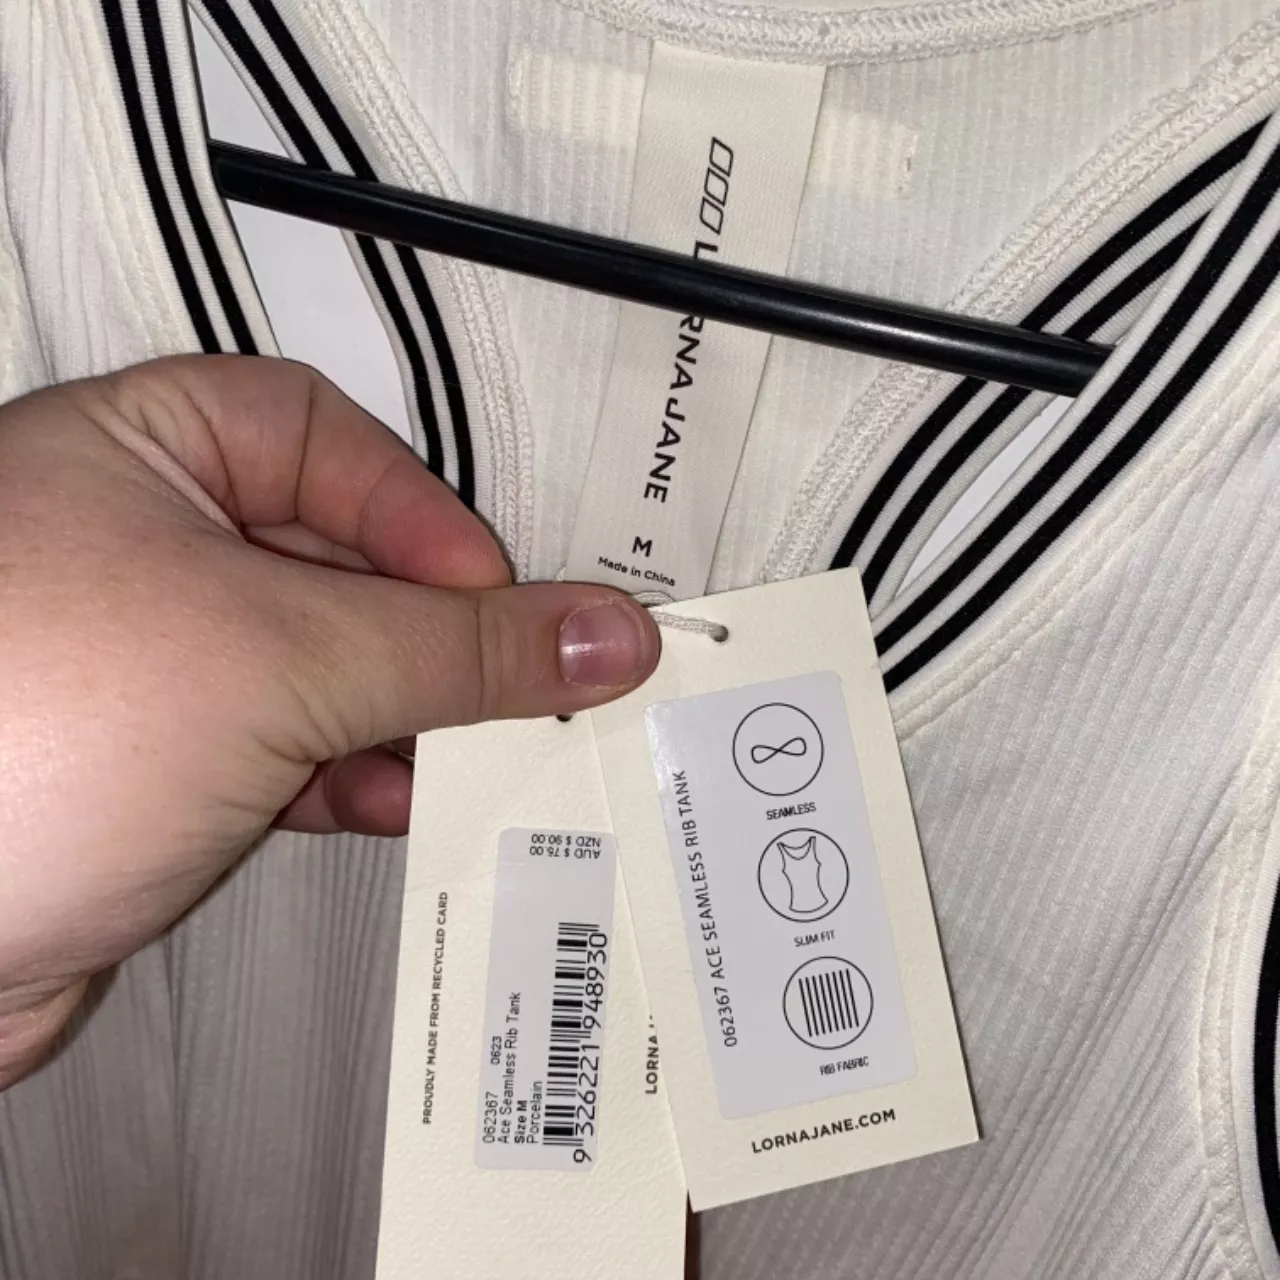 LORNA JANE
M
Made in China
SEAMLESS
SLIM FIT
RIB FABRIC
062367 ACE SEAMLESS RIB TANK
LORNAJANE.COM
PROUDLY MADE FROM RECYCLED CARD
AUD $ 75.00
NZD $ 90.00
062367 0623
Ace Seamless Rib Tank
Size M
Porcelain
9 326221 948930
LORNA